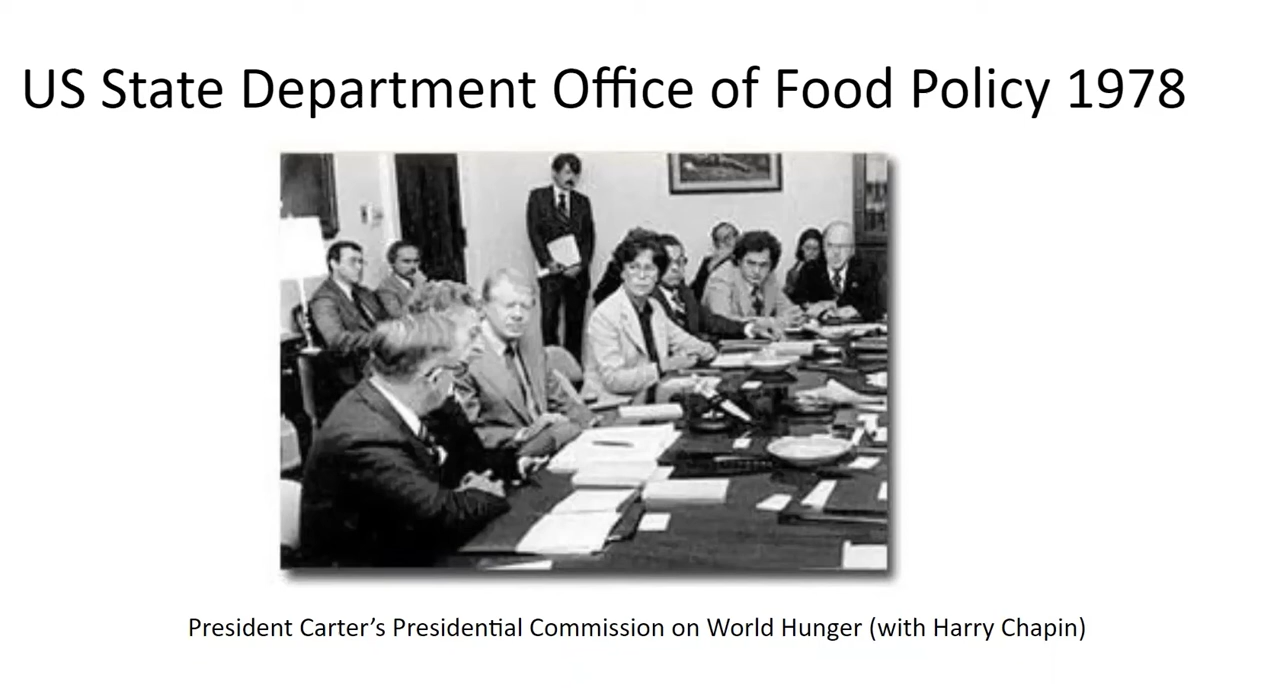 US State Department Office of Food Policy 1978
President Carter’s Presidential Commission on World Hunger (with Harry Chapin)